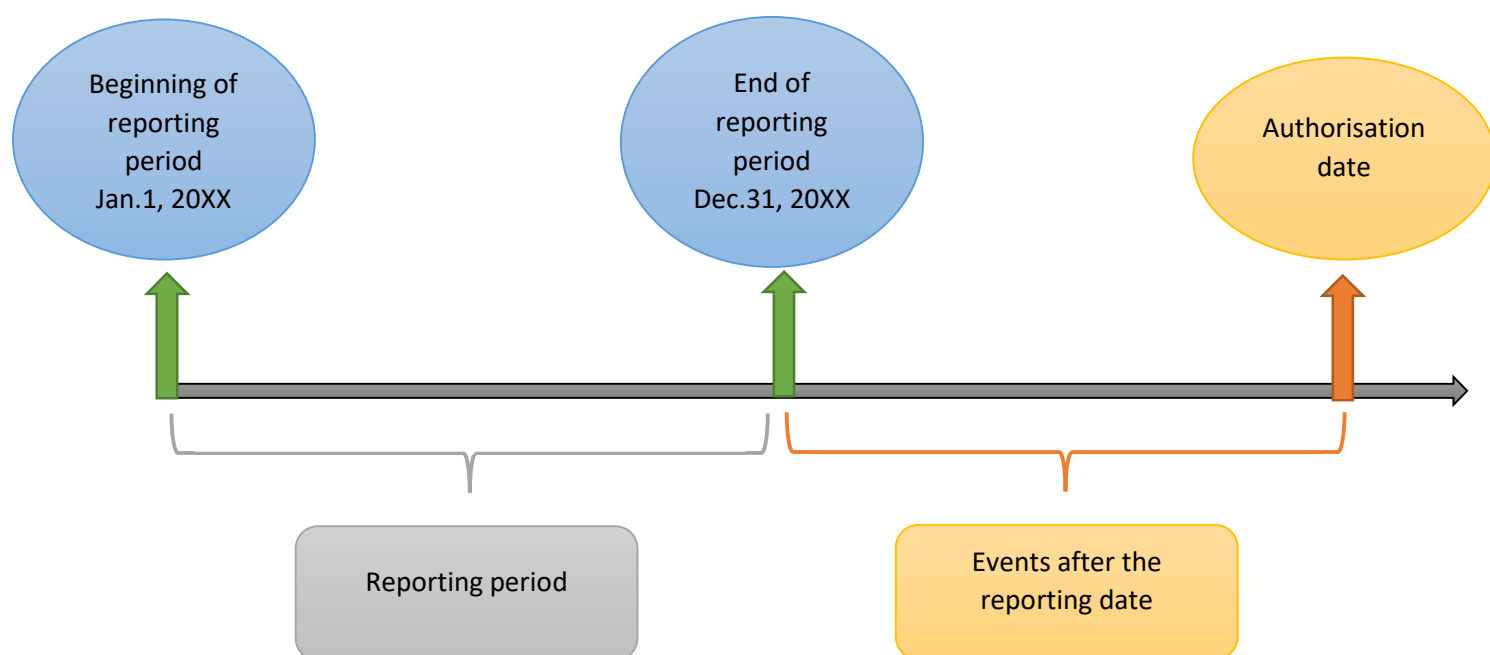 Beginning of
reporting
period
Jan.1, 20XX
End of
reporting
period
Dec.31, 20XX
Authorisation
date
Reporting period
Events after the
reporting date